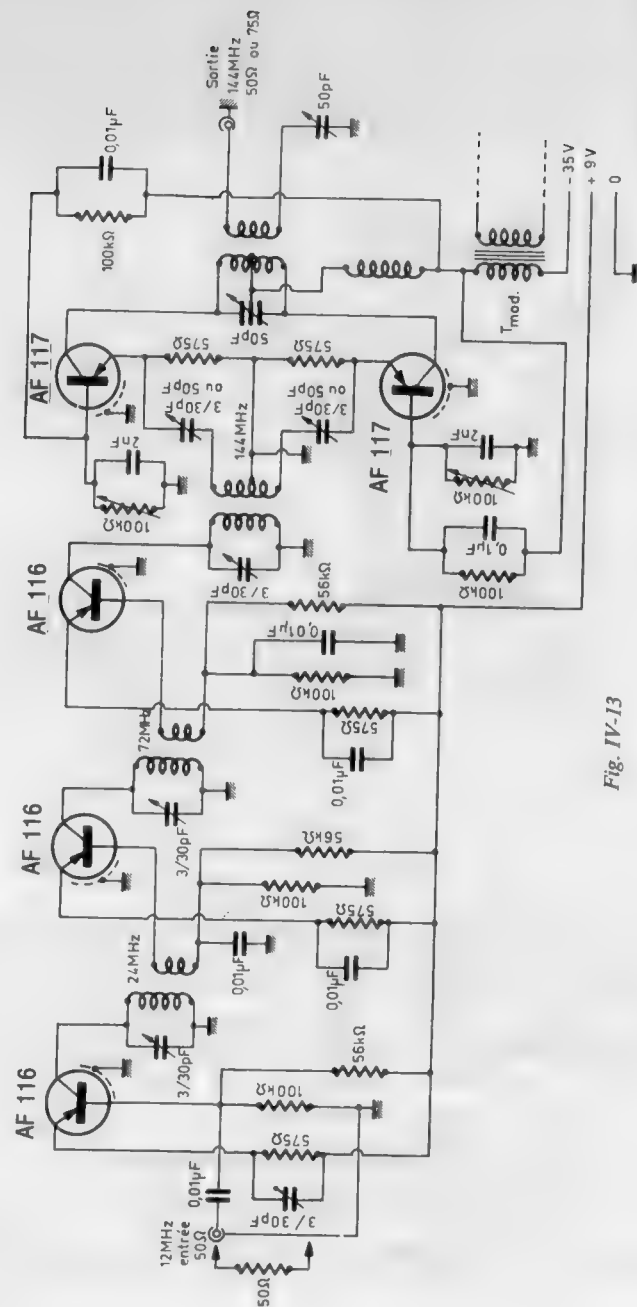 12MHz
entrée
50Ω
50Ω
0,01µF
3/30pF
575Ω
100kΩ
56kΩ
AF 116
3/30pF
24MHz
0,01µF
0,01µF
575Ω
100kΩ
56kΩ
AF 116
3/30pF
72MHz
0,01µF
575Ω
100kΩ
0,01µF
56kΩ
AF 116
3/30pF
144MHz
100kΩ
2nF
AF 117
3/30pF
ou 50pF
575Ω
575Ω
3/30pF
ou 50pF
AF 117
100kΩ
2nF
100kΩ
0,1µF
50pF
100kΩ
0,01µF
Sortie
144MHz
50Ω ou 75Ω
50pF
Tmod.
- 35V
+ 9V
0
Fig. IV-13